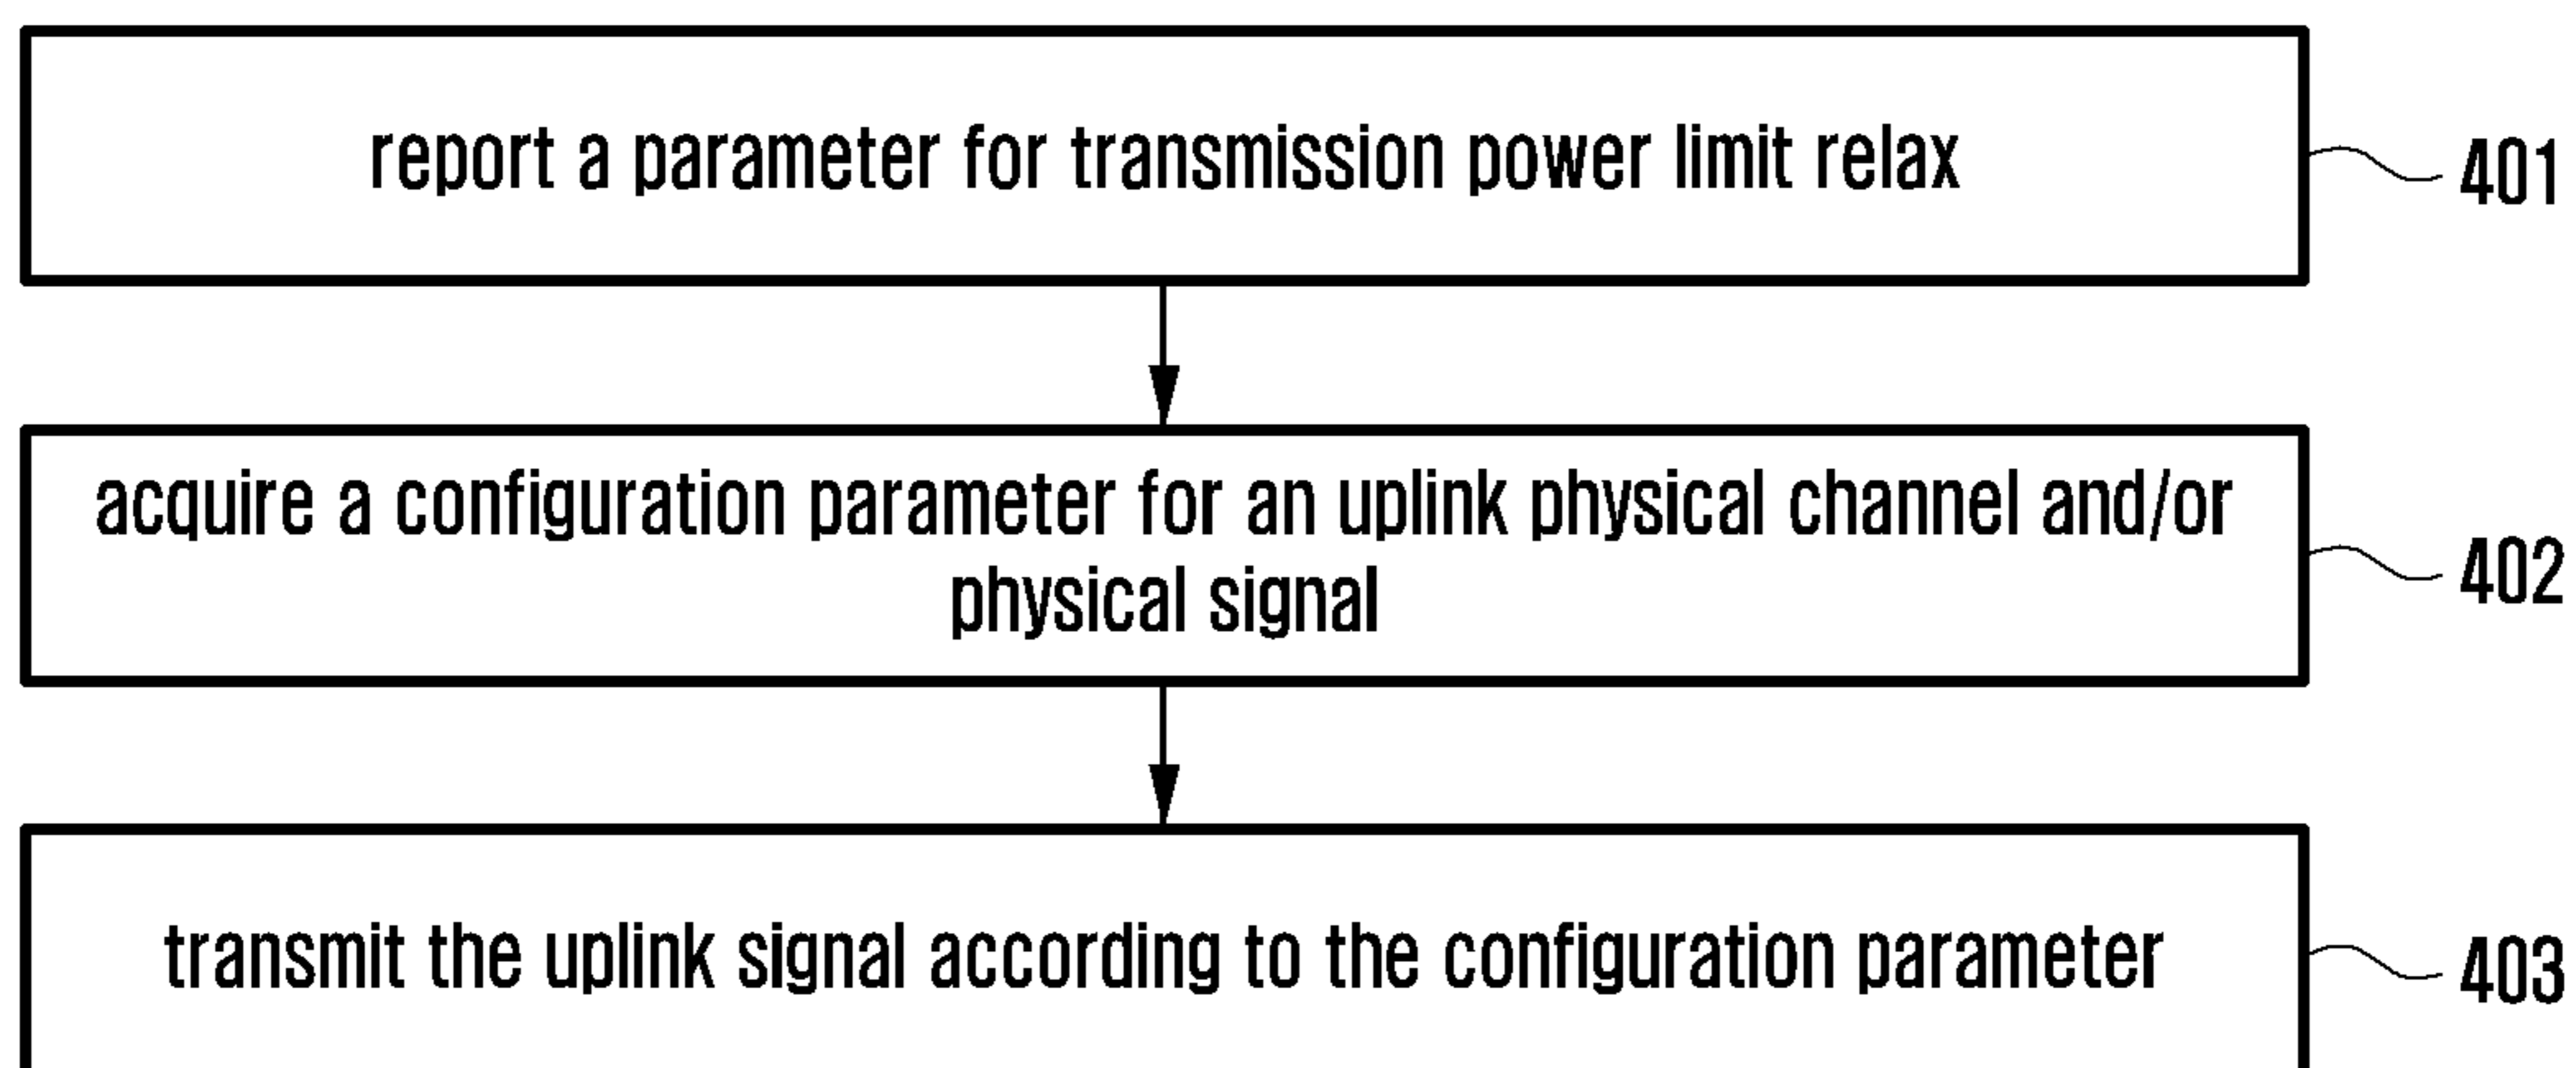 report a parameter for transmission power limit relax
401
acquire a configuration parameter for an uplink physical channel and/or
physical signal
402
transmit the uplink signal according to the configuration parameter
403